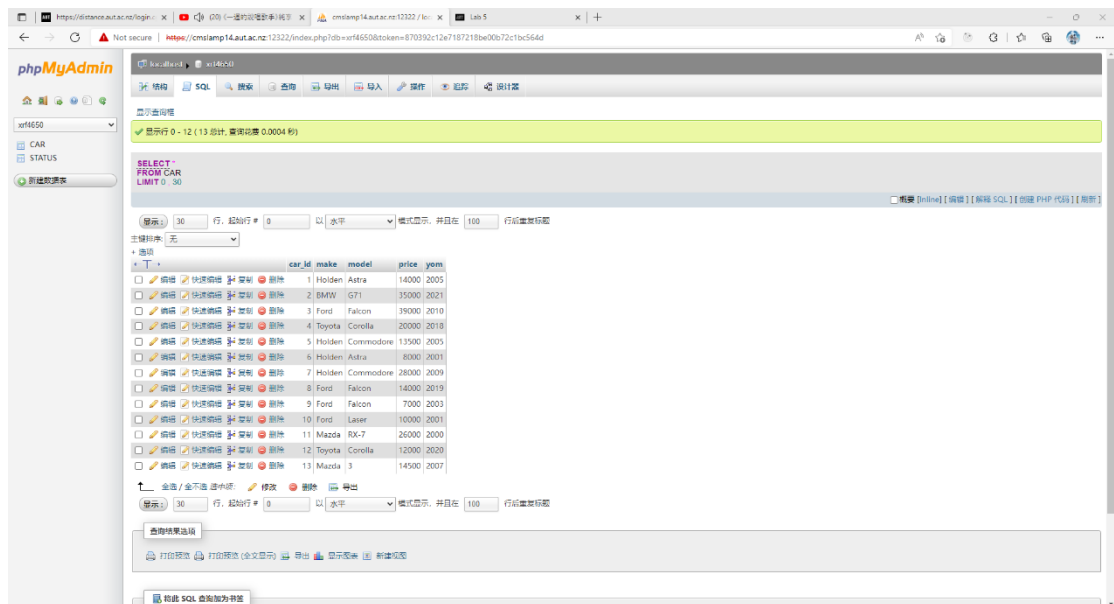 https://distance.aut.ac.nz/login
cmslamp14.aut.ac.nz:12322 / loc
Lab 5
Not secure
https://cmslamp14.aut.ac.nz:12322/index.php?db=xrf4650&token=870392c12e7187218be00b72c1bc564d
phpMyAdmin
xrf4650
CAR
STATUS
新建数据表
localhost xrf4650
结构 SQL 搜索 查询 导出 导入 操作 追踪 设计器
显示查询框
显示行 0 - 12 ( 13 总计, 查询花费 0.0004 秒)
SELECT *
FROM CAR
LIMIT 0 , 30
概要 [Inline] [ 编辑 ] [ 解释 SQL ] [ 创建 PHP 代码 ] [ 刷新 ]
显示: 30 行, 起始行 # 0 以 水平 模式显示, 并且在 100 行后重复标题
主键排序: 无
+ 选项
←T→ car_id make model price yom
编辑 快速编辑 复制 删除 1 Holden Astra 14000 2005
编辑 快速编辑 复制 删除 2 BMW G71 35000 2021
编辑 快速编辑 复制 删除 3 Ford Falcon 39000 2010
编辑 快速编辑 复制 删除 4 Toyota Corolla 20000 2018
编辑 快速编辑 复制 删除 5 Holden Commodore 13500 2005
编辑 快速编辑 复制 删除 6 Holden Astra 8000 2001
编辑 快速编辑 复制 删除 7 Holden Commodore 28000 2009
编辑 快速编辑 复制 删除 8 Ford Falcon 14000 2019
编辑 快速编辑 复制 删除 9 Ford Falcon 7000 2003
编辑 快速编辑 复制 删除 10 Ford Laser 10000 2001
编辑 快速编辑 复制 删除 11 Mazda RX-7 26000 2000
编辑 快速编辑 复制 删除 12 Toyota Corolla 12000 2020
编辑 快速编辑 复制 删除 13 Mazda 3 14500 2007
全选 / 全不选 选中项: 修改 删除 导出
显示: 30 行, 起始行 # 0 以 水平 模式显示, 并且在 100 行后重复标题
查询结果选项
打印预览 打印预览 (全文显示) 导出 显示图表 新建视图
将此 SQL 查询加为书签